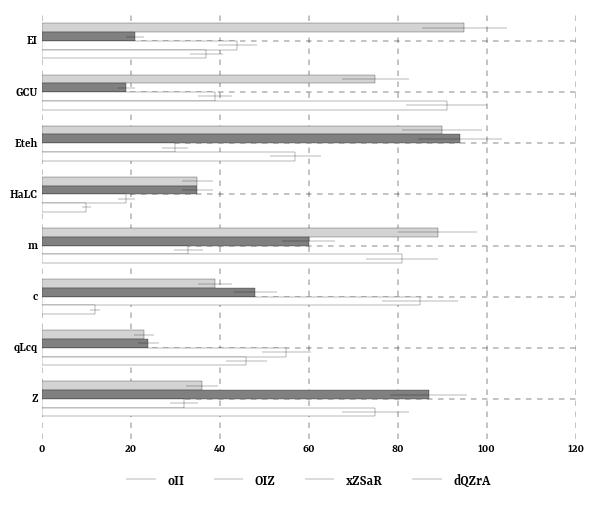 EI
GCU
Eteh
HaLC
m
c
qLcq
Z
0 20 40 60 80 100 120
oII OIZ xZSaR dQZrA